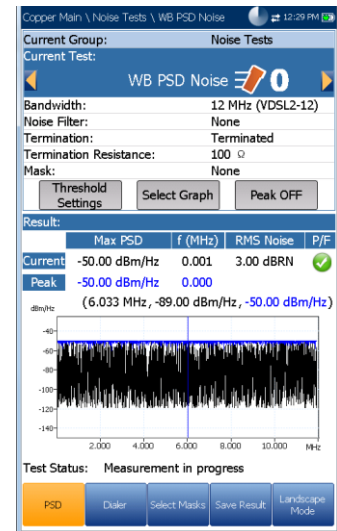 Copper Main \ Noise Tests \ WB PSD Noise 12:29 PM
Current Group: Noise Tests
Current Test:
WB PSD Noise 0
Bandwidth: 12 MHz (VDSL2-12)
Noise Filter: None
Termination: Terminated
Termination Resistance: 100 Ω
Mask: None
Threshold Settings Select Graph Peak OFF
Result:
Max PSD f (MHz) RMS Noise P/F
Current -50.00 dBm/Hz 0.001 3.00 dBRN
Peak -50.00 dBm/Hz 0.000
(6.033 MHz, -89.00 dBm/Hz, -50.00 dBm/Hz)
dBm/Hz
-40
-60
-80
-100
-120
-140
2.000 4.000 6.000 8.000 10.000 MHz
Test Status: Measurement in progress
PSD Dialer Select Masks Save Result Landscape Mode